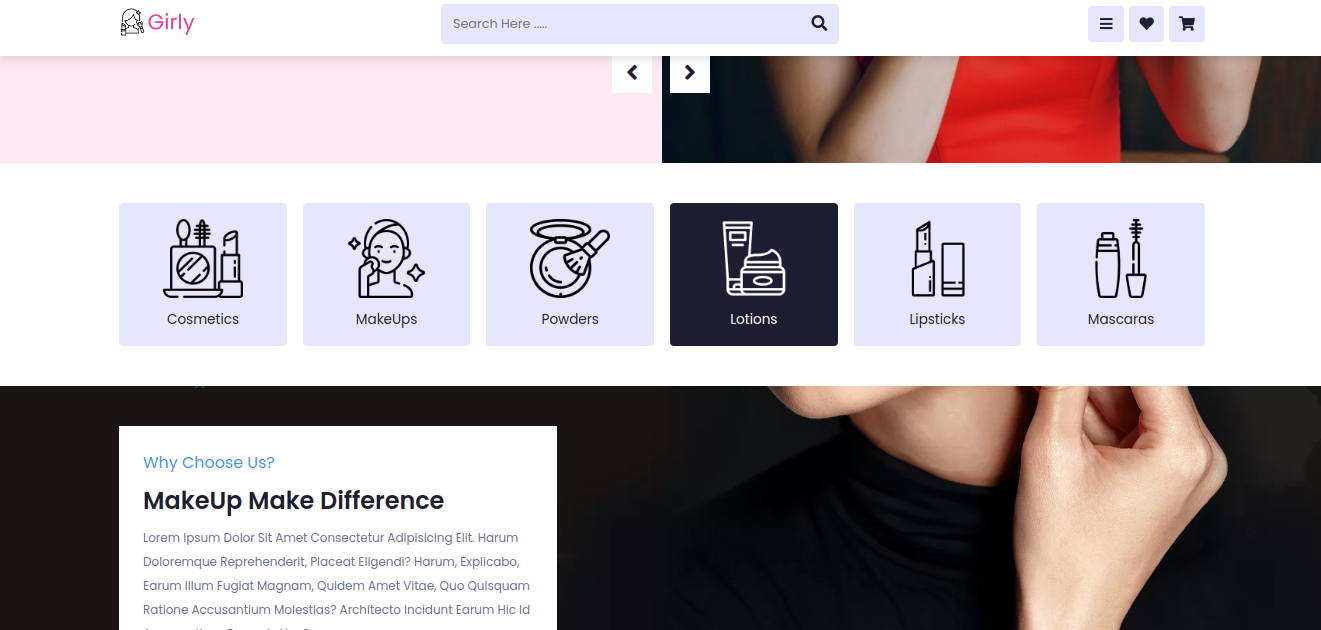 Girly
Search Here .....
Cosmetics
MakeUps
Powders
Lotions
Lipsticks
Mascaras
Why Choose Us?
MakeUp Make Difference
Lorem Ipsum Dolor Sit Amet Consectetur Adipisicing Elit. Harum
Doloremque Reprehenderit, Placeat Eligendi? Harum, Explicabo,
Earum Illum Fugiat Magnam, Quidem Amet Vitae, Quo Quisquam
Ratione Accusantium Molestias? Architecto Incidunt Earum Hic Id